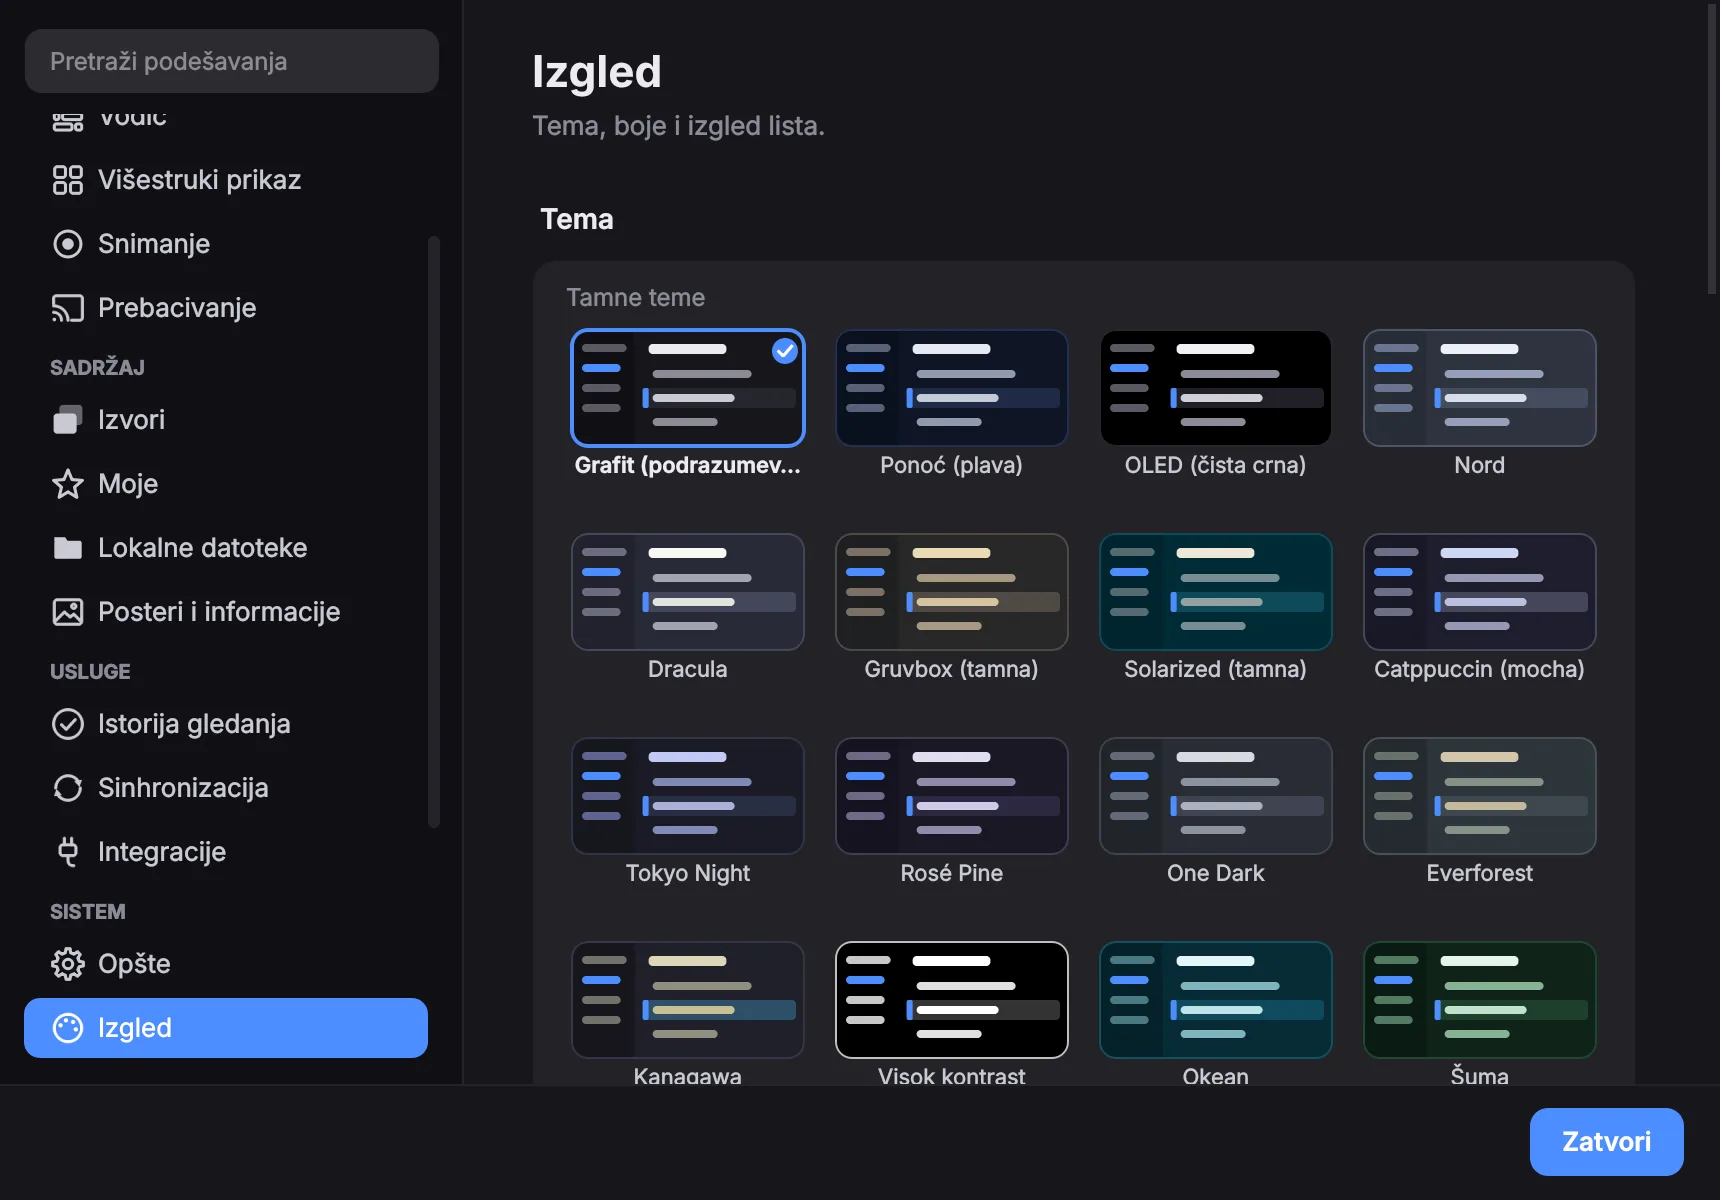 Pretraži podešavanja
Vodič
Višestruki prikaz
Snimanje
Prebacivanje
SADRŽAJ
Izvori
Moje
Lokalne datoteke
Posteri i informacije
USLUGE
Istorija gledanja
Sinhronizacija
Integracije
SISTEM
Opšte
Izgled
Izgled
Tema, boje i izgled lista.
Tema
Tamne teme
Grafit (podrazumev...
Ponoć (plava)
OLED (čista crna)
Nord
Dracula
Gruvbox (tamna)
Solarized (tamna)
Catppuccin (mocha)
Tokyo Night
Rosé Pine
One Dark
Everforest
Kanagawa
Visok kontrast
Okean
Šuma
Zatvori